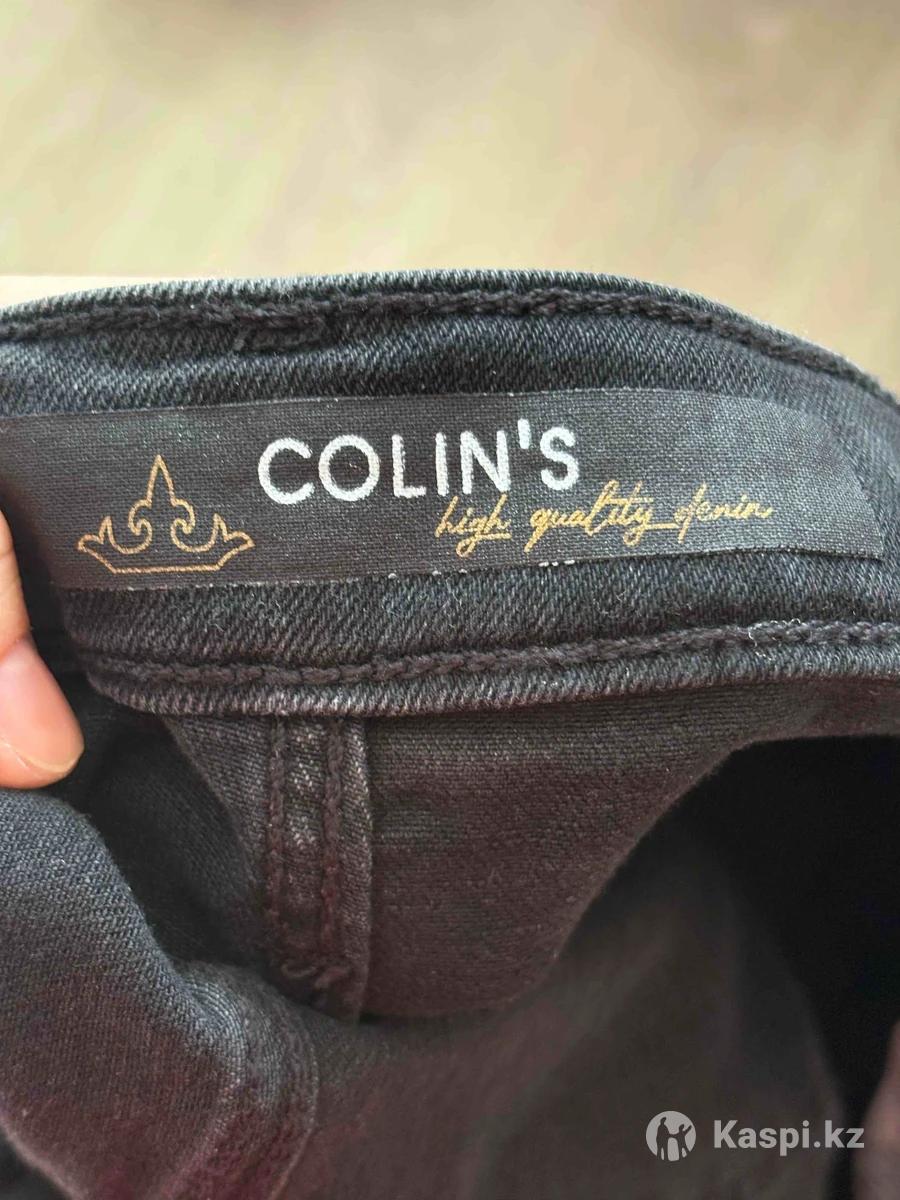 COLIN'S
high quality denim
Kaspi.kz